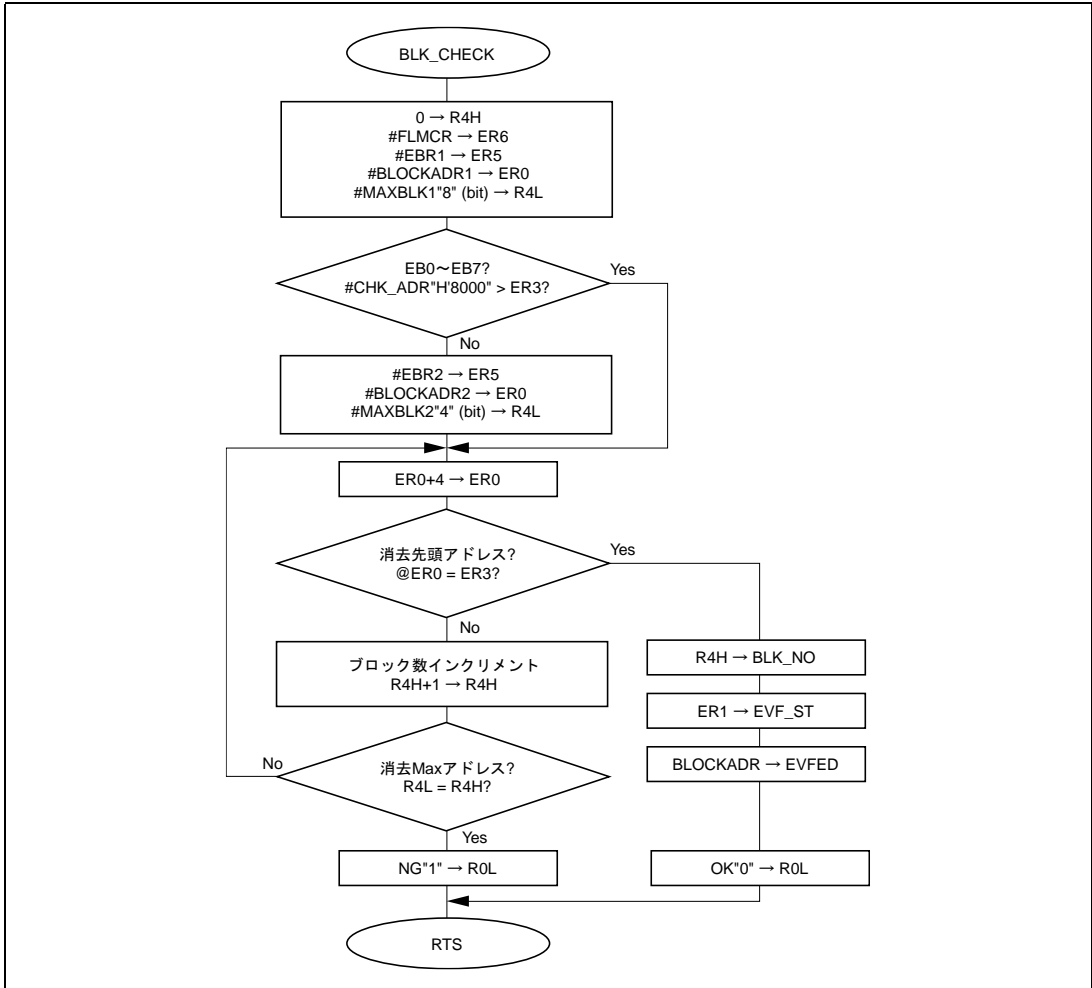 BLK_CHECK
0 → R4H
#FLMCR → ER6
#EBR1 → ER5
#BLOCKADR1 → ER0
#MAXBLK1"8" (bit) → R4L
EB0～EB7?
#CHK_ADR"H'8000" > ER3?
Yes
No
#EBR2 → ER5
#BLOCKADR2 → ER0
#MAXBLK2"4" (bit) → R4L
ER0+4 → ER0
消去先頭アドレス?
@ER0 = ER3?
Yes
No
ブロック数インクリメント
R4H+1 → R4H
R4H → BLK_NO
ER1 → EVF_ST
BLOCKADR → EVFED
消去Maxアドレス?
R4L = R4H?
No
Yes
NG"1" → R0L
OK"0" → R0L
RTS